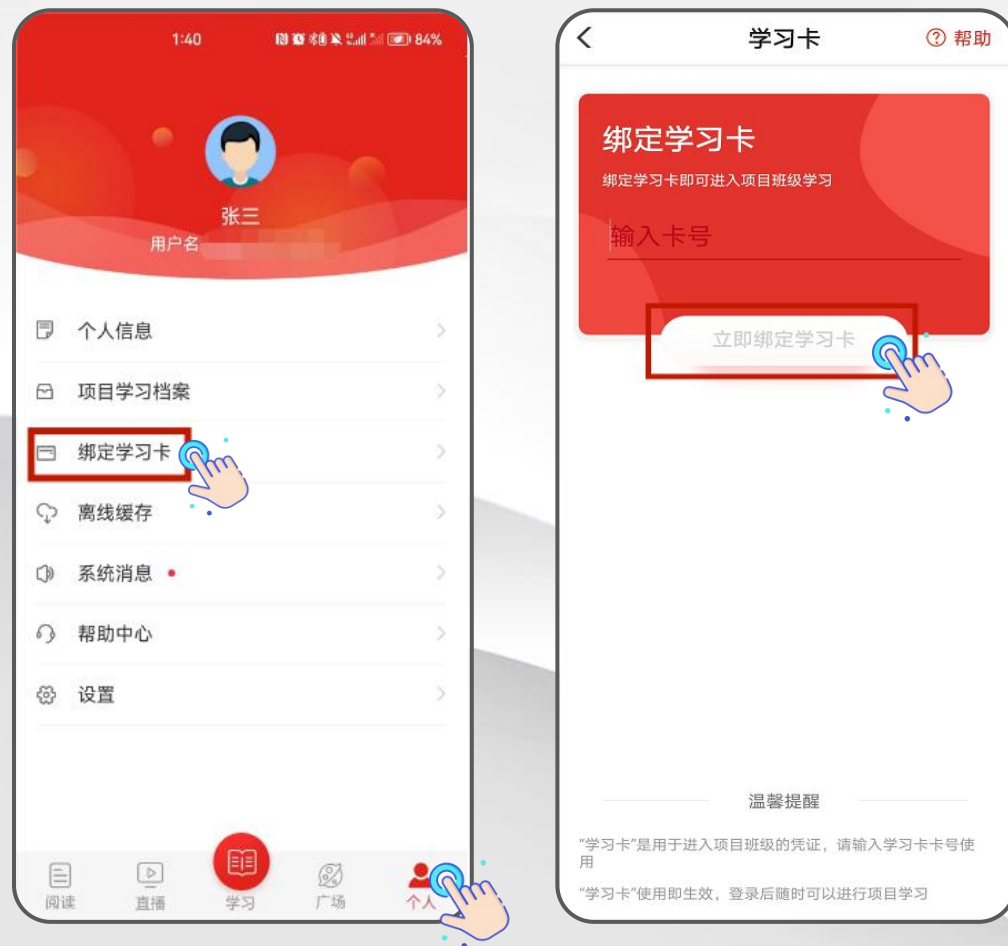 1:40
84%
张三
用户名
个人信息
项目学习档案
绑定学习卡
离线缓存
系统消息
帮助中心
设置
阅读
直播
学习
广场
个人
学习卡
帮助
绑定学习卡
绑定学习卡即可进入项目班级学习
输入卡号
立即绑定学习卡
温馨提醒
“学习卡”是用于进入项目班级的凭证，请输入学习卡卡号使
用
“学习卡”使用即生效，登录后随时可以进行项目学习